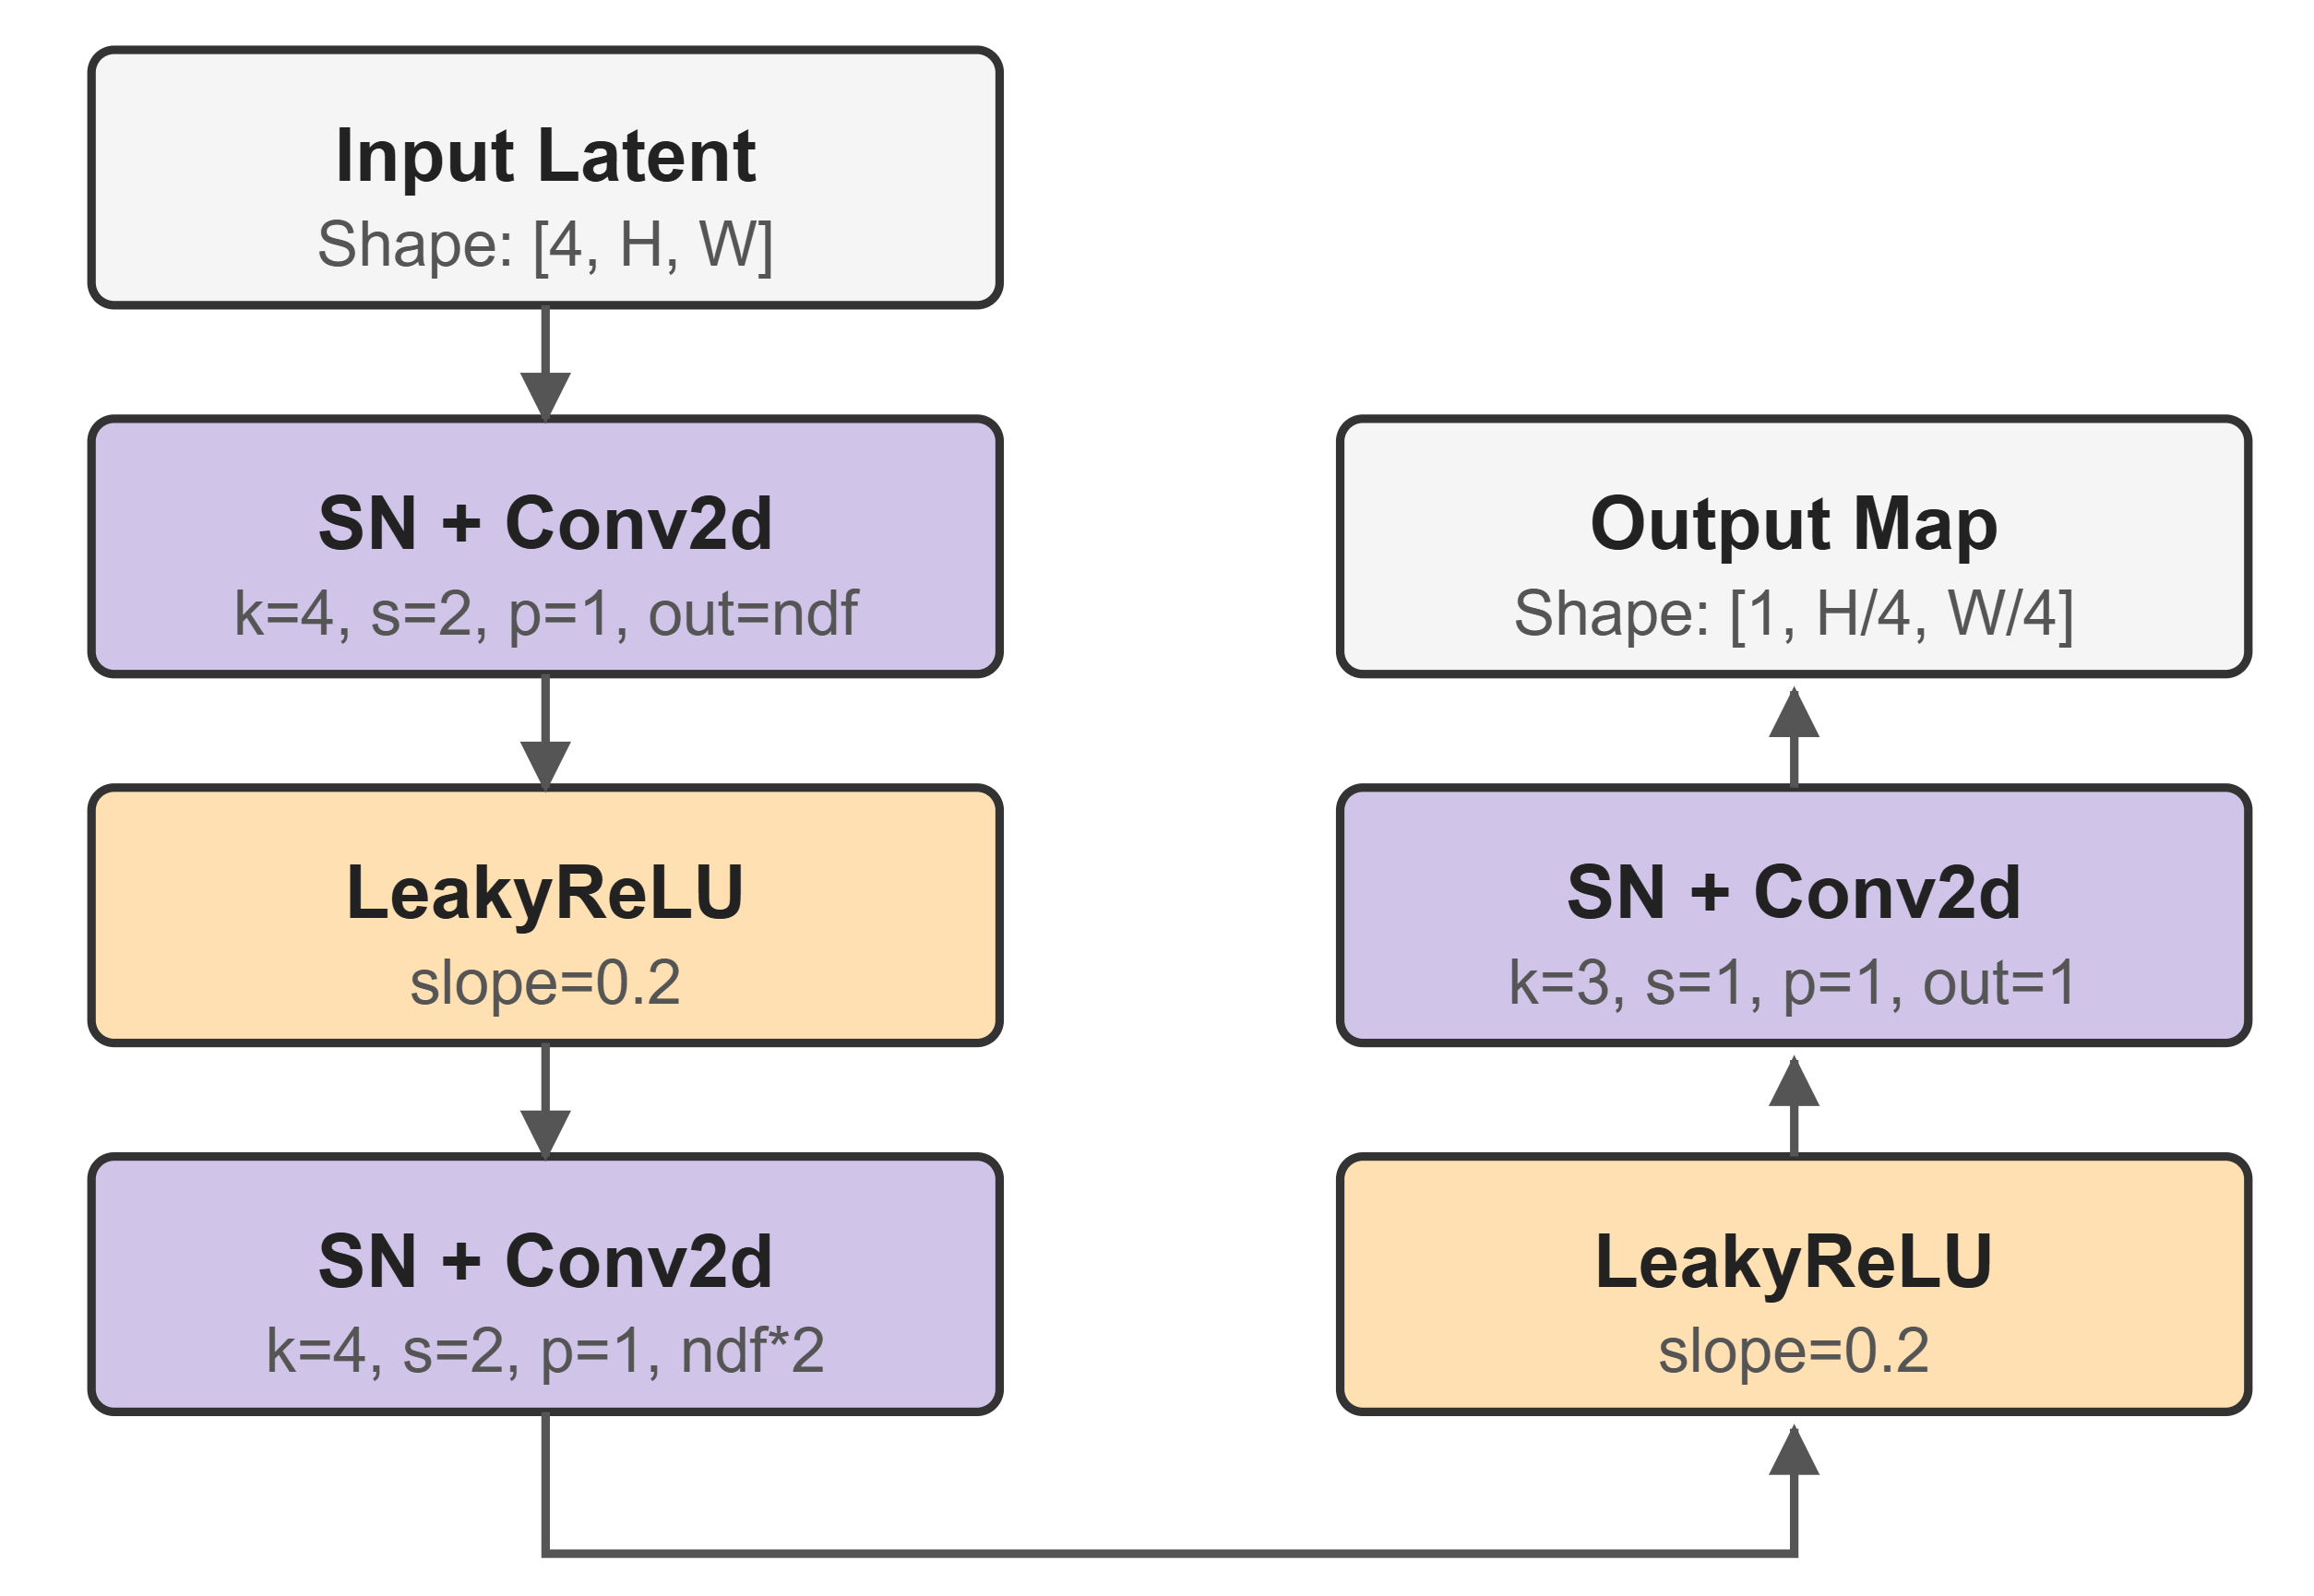 Input Latent
Shape: [4, H, W]
SN + Conv2d
k=4, s=2, p=1, out=ndf
LeakyReLU
slope=0.2
SN + Conv2d
k=4, s=2, p=1, ndf*2
LeakyReLU
slope=0.2
SN + Conv2d
k=3, s=1, p=1, out=1
Output Map
Shape: [1, H/4, W/4]